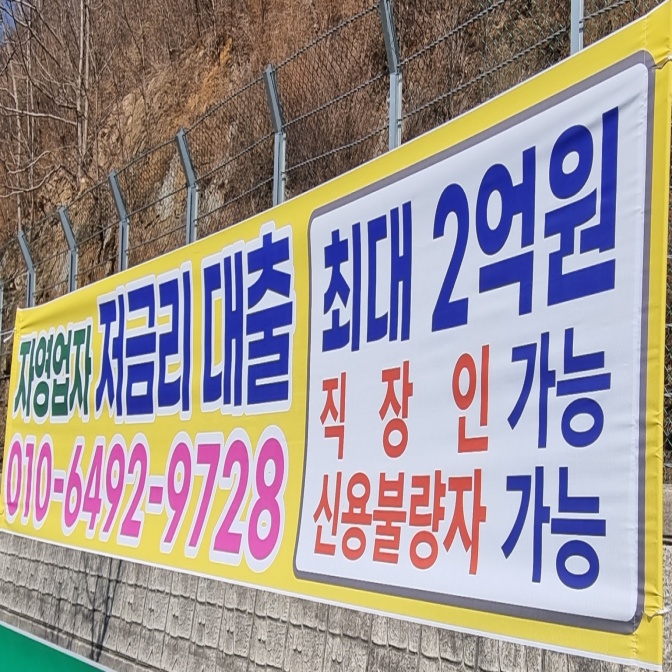 자영업자 저금리 대출
010-6492-9728
최대 2억원
직장인 가능
신용불량자 가능